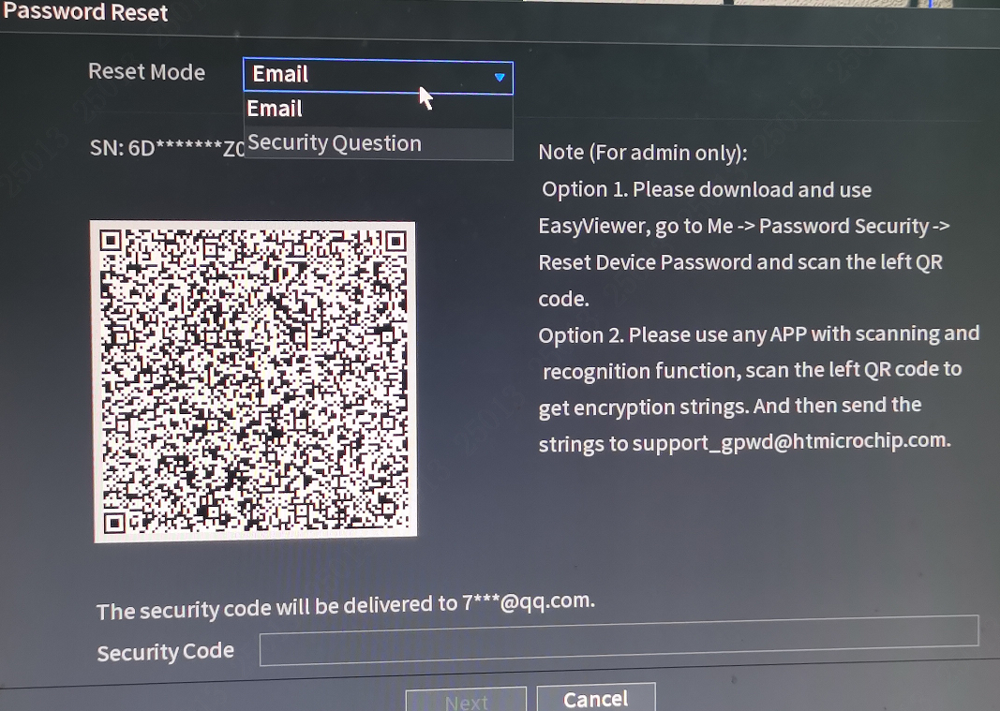 Password Reset
Reset Mode
Email
Email
Security Question
SN: 6D*******Z0
Note (For admin only):
Option 1. Please download and use
EasyViewer, go to Me -> Password Security ->
Reset Device Password and scan the left QR
code.
Option 2. Please use any APP with scanning and
recognition function, scan the left QR code to
get encryption strings. And then send the
strings to support_gpwd@htmicrochip.com.
The security code will be delivered to 7***@qq.com.
Security Code
Next
Cancel